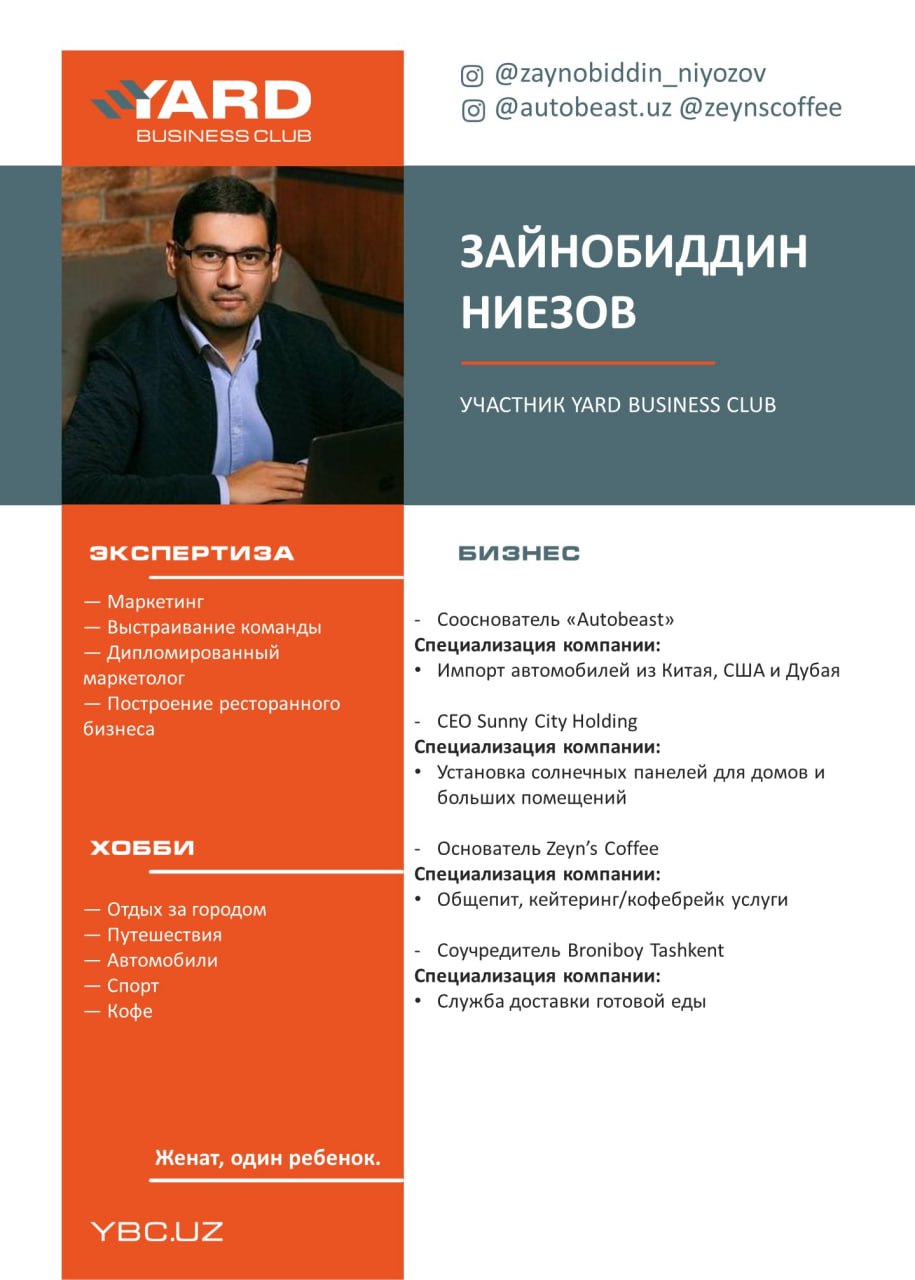 YARD
BUSINESS CLUB
@zaynobiddin_niyozov
@autobeast.uz @zeynscoffee
ЗАЙНОБИДДИН
НИЕЗОВ
УЧАСТНИК YARD BUSINESS CLUB
ЭКСПЕРТИЗА
— Маркетинг
— Выстраивание команды
— Дипломированный
маркетолог
— Построение ресторанного
бизнеса
ХОББИ
— Отдых за городом
— Путешествия
— Автомобили
— Спорт
— Кофе
Женат, один ребенок.
YBC.UZ
БИЗНЕС
- Сооснователь «Autobeast»
Специализация компании:
• Импорт автомобилей из Китая, США и Дубая
- CEO Sunny City Holding
Специализация компании:
• Установка солнечных панелей для домов и
больших помещений
- Основатель Zeyn’s Coffee
Специализация компании:
• Общепит, кейтеринг/кофебрейк услуги
- Соучредитель Broniboy Tashkent
Специализация компании:
• Служба доставки готовой еды